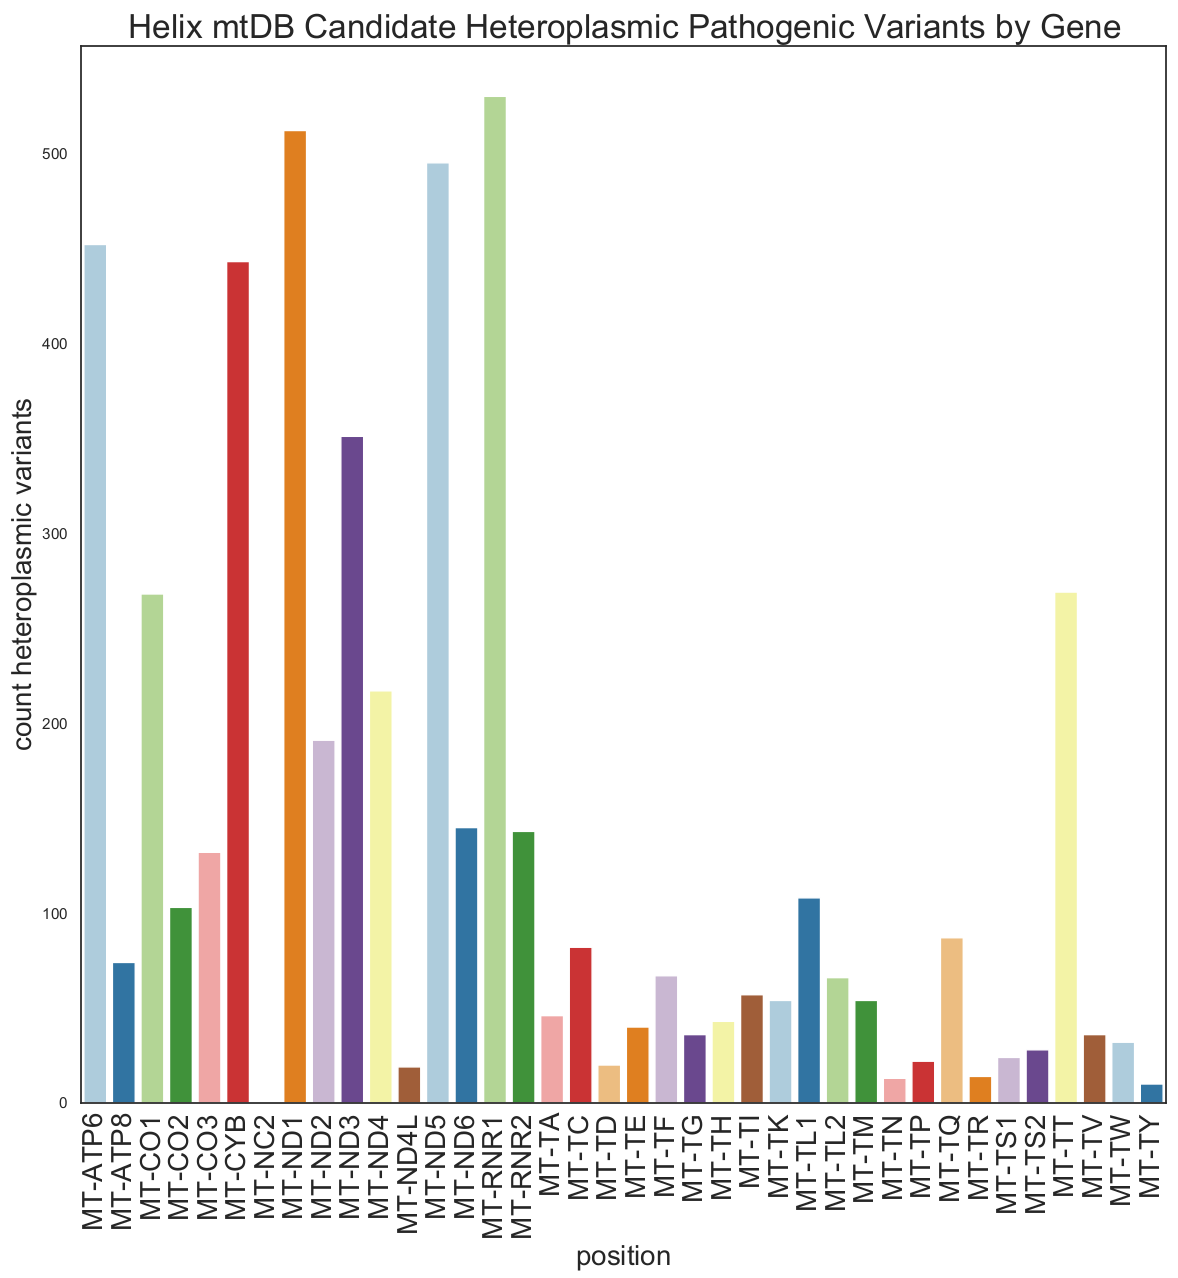 Helix mtDB Candidate Heteroplasmic Pathogenic Variants by Gene
count heteroplasmic variants
500
400
300
200
100
0
MT-ATP6
MT-ATP8
MT-CO1
MT-CO2
MT-CO3
MT-CYB
MT-NC2
MT-ND1
MT-ND2
MT-ND3
MT-ND4
MT-ND4L
MT-ND5
MT-ND6
MT-RNR1
MT-RNR2
MT-TA
MT-TC
MT-TD
MT-TE
MT-TF
MT-TG
MT-TH
MT-TI
MT-TK
MT-TL1
MT-TL2
MT-TM
MT-TN
MT-TP
MT-TQ
MT-TR
MT-TS1
MT-TS2
MT-TT
MT-TV
MT-TW
MT-TY
position